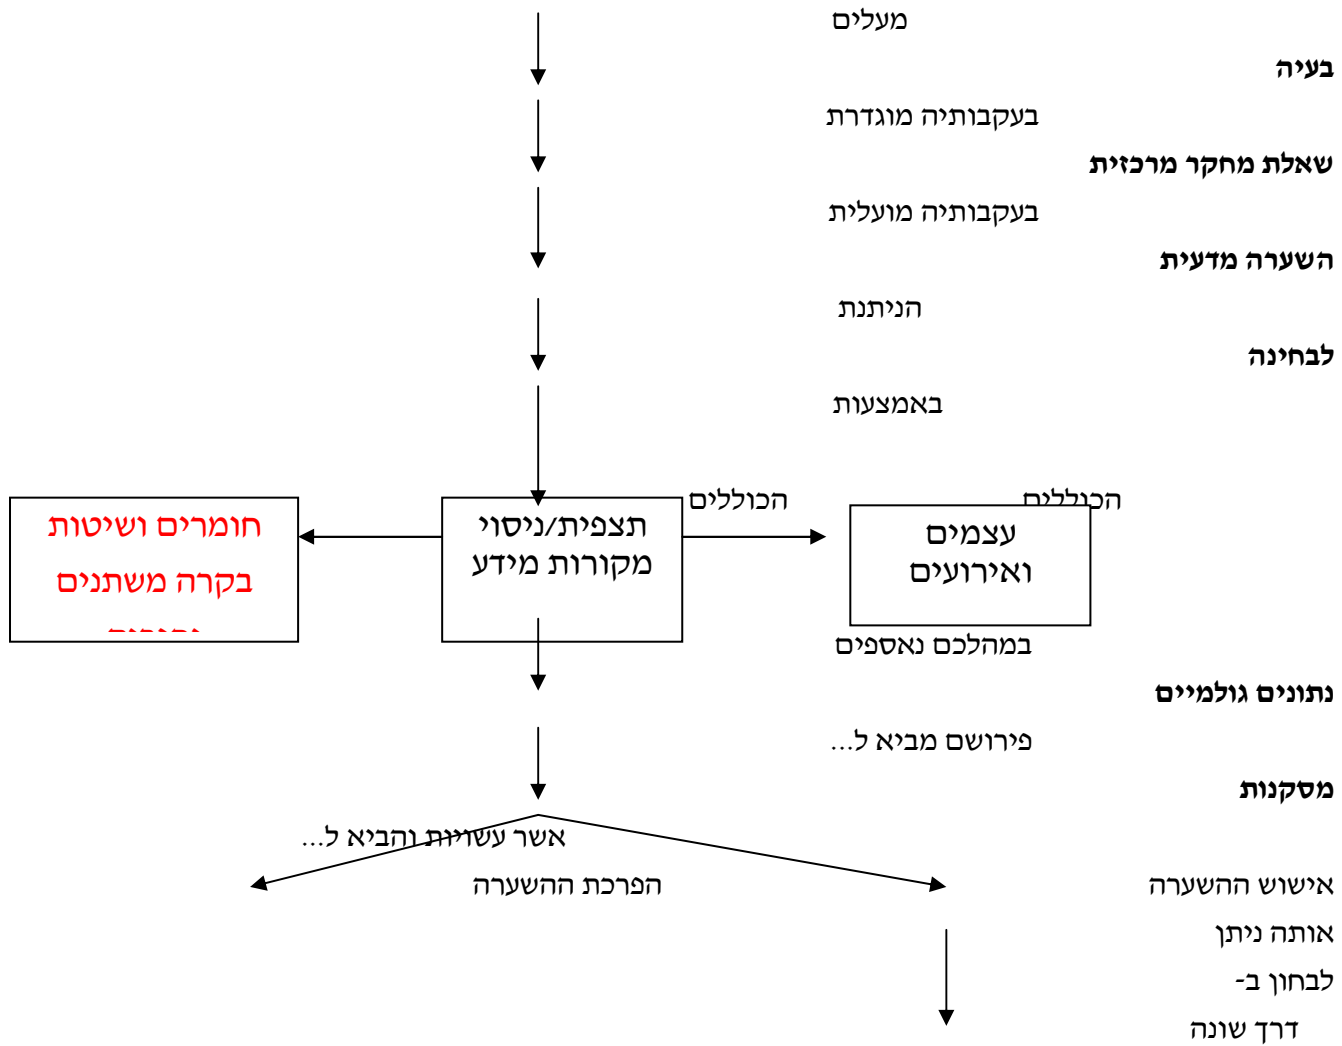 מעלים
בעיה
בעקבותיה מוגדרת
שאלת מחקר מרכזית
בעקבותיה מועלית
השערה מדעית
הניתנת
לבחינה
באמצעות
הכוללים
הכוללים
עצמים
ואירועים
תצפית/ניסוי
מקורות מידע
חומרים ושיטות
בקרה משתנים
במהלכם נאספים
נתונים גולמיים
פירושם מביא ל...
מסקנות
אשר עשויות והביא ל...
אישוש ההשערה
הפרכת ההשערה
אותה ניתן
לבחון ב-
דרך שונה